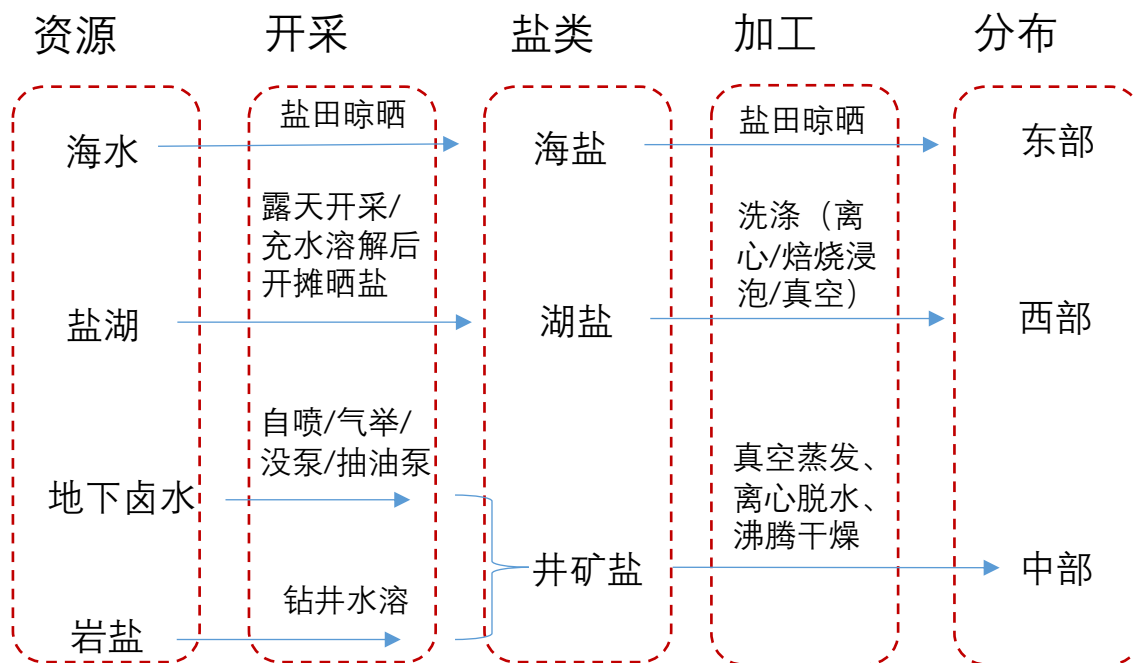 资源
开采
盐类
加工
分布
海水
盐田晾晒
海盐
盐田晾晒
东部
盐湖
露天开采/
充水溶解后
开摊晒盐
湖盐
洗涤（离
心/焙烧浸
泡/真空）
西部
地下卤水
自喷/气举/
没泵/抽油泵
岩盐
钻井水溶
井矿盐
真空蒸发、
离心脱水、
沸腾干燥
中部